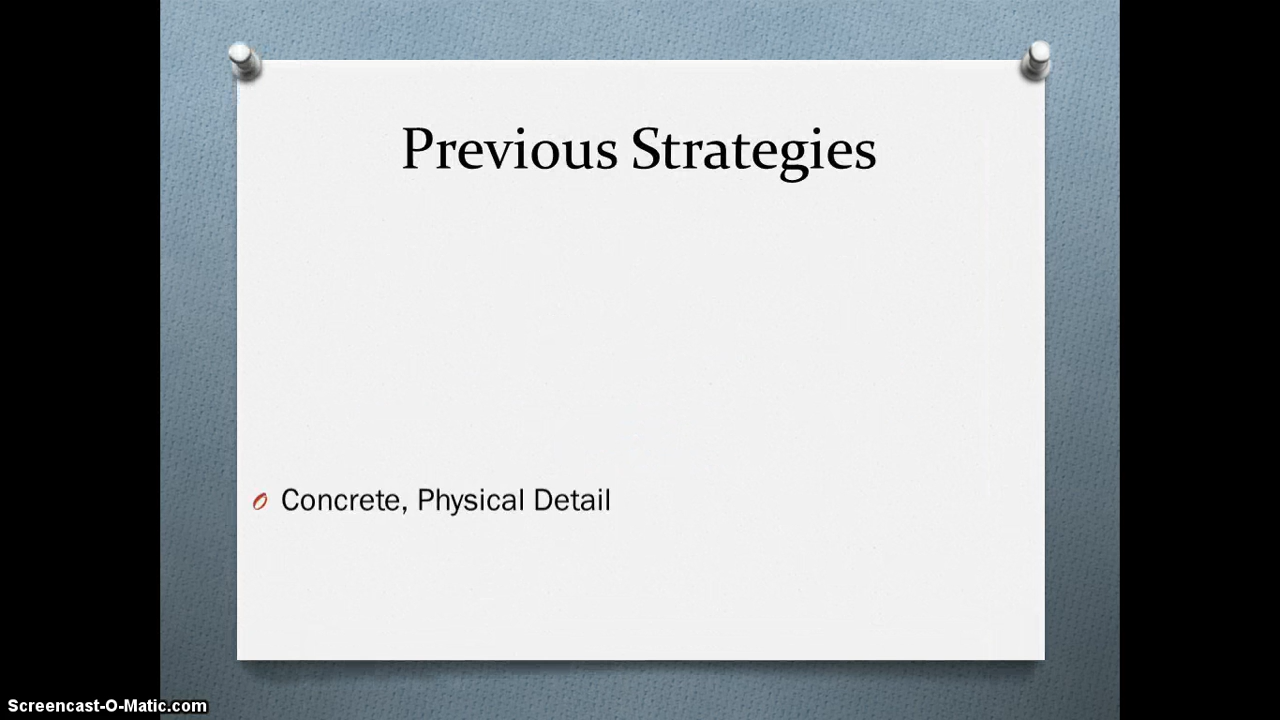 Previous Strategies
Concrete, Physical Detail
Screencast-O-Matic.com